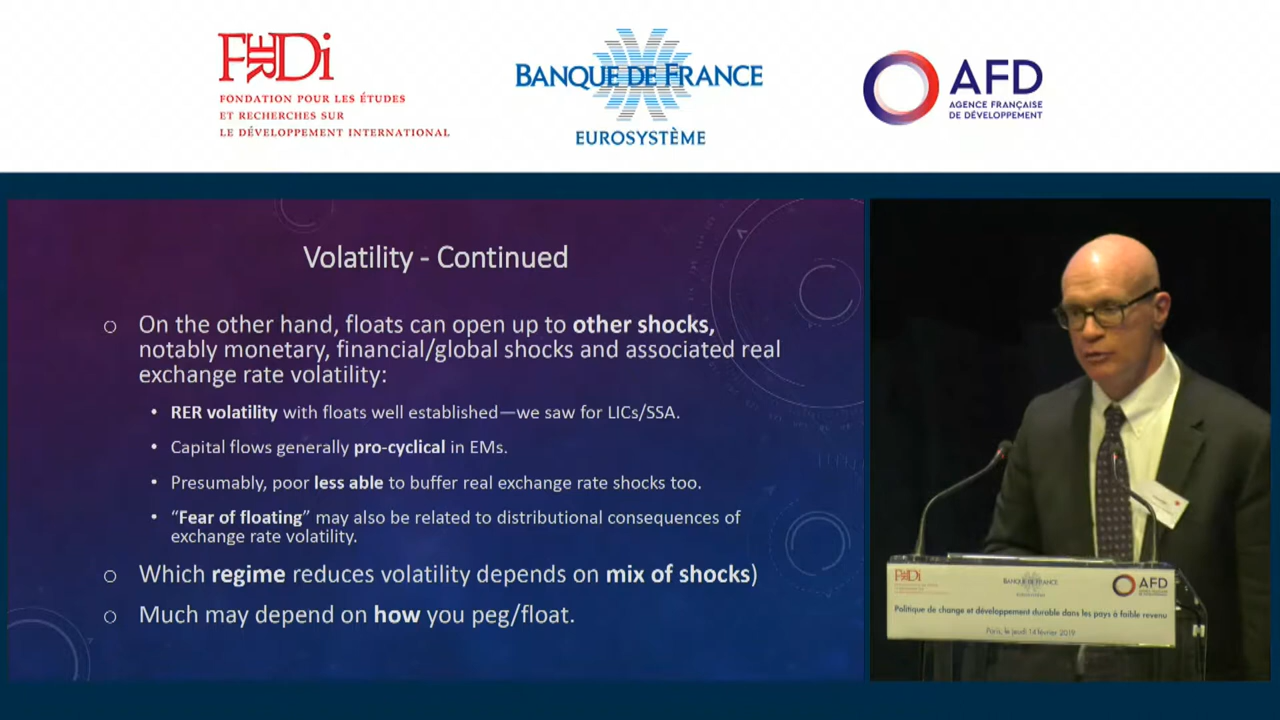 FERDi
FONDATION POUR LES ÉTUDES
ET RECHERCHES SUR
LE DÉVELOPPEMENT INTERNATIONAL
BANQUE DE FRANCE
EUROSYSTÈME
AFD
AGENCE FRANÇAISE
DE DÉVELOPPEMENT
Volatility - Continued
On the other hand, floats can open up to other shocks,
notably monetary, financial/global shocks and associated real
exchange rate volatility:
RER volatility with floats well established—we saw for LICs/SSA.
Capital flows generally pro-cyclical in EMs.
Presumably, poor less able to buffer real exchange rate shocks too.
“Fear of floating” may also be related to distributional consequences of
exchange rate volatility.
Which regime reduces volatility depends on mix of shocks)
Much may depend on how you peg/float.
FERDi
BANQUE DE FRANCE
EUROSYSTÈME
AFD
Politique de change et développement durable dans les pays à faible revenu
Paris, le jeudi 14 février 2019